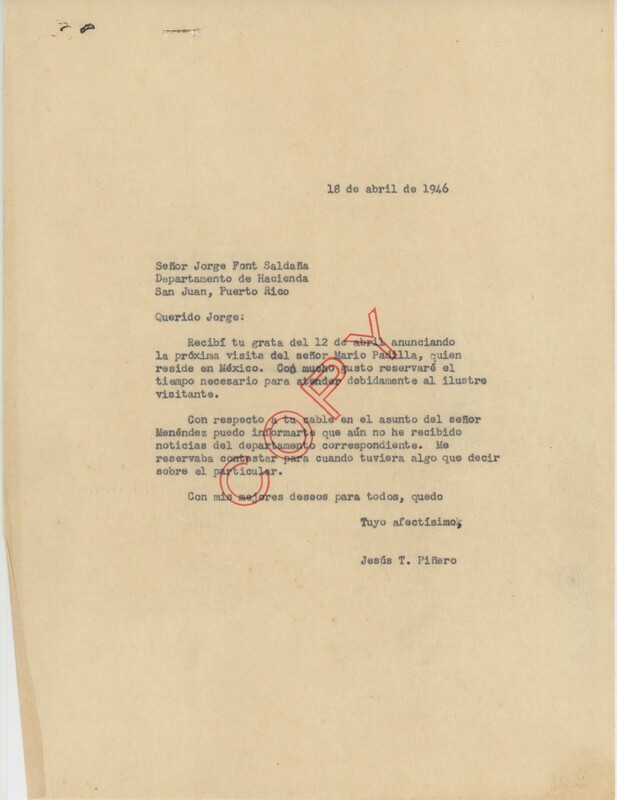 18 de abril de 1946
Señor Jorge Font Saldaña
Departamento de Hacienda
San Juan, Puerto Rico
Querido Jorge:
Recibí tu grata del 12 de abril anunciando
la próxima visita del señor Mario Padilla, quien
reside en México. Con mucho gusto reservaré el
tiempo necesario para atender debidamente al ilustre
visitante.
Con respecto a tu cable en el asunto del señor
Menéndez puedo informarte que aún no he recibido
noticias del departamento correspondiente. Me
reservaba contestar para cuando tuviera algo que decir
sobre el particular.
Con mis mejores deseos para todos, quedo
Tuyo afectísimo,
Jesús T. Piñero
COPY